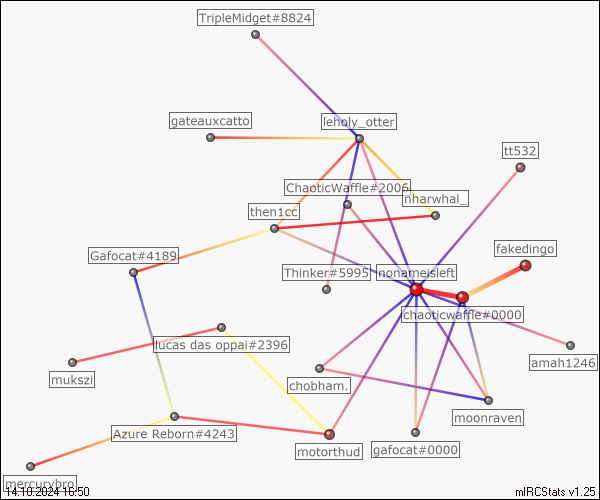 TripleMidget#8824
gateauxcatto
leholy_otter
tt532
ChaoticWaffle#2006
nharwhal_
then1cc
fakedingo
Gafocat#4189
Thinker#5995
nonameisleft
chaoticwaffle#0000
lucas das oppai#2396
amah1246
mukszi
chobham.
moonraven
Azure Reborn#4243
motorthud
gafocat#0000
mercurybro
14.10.2024 16:50
mIRCStats v1.25